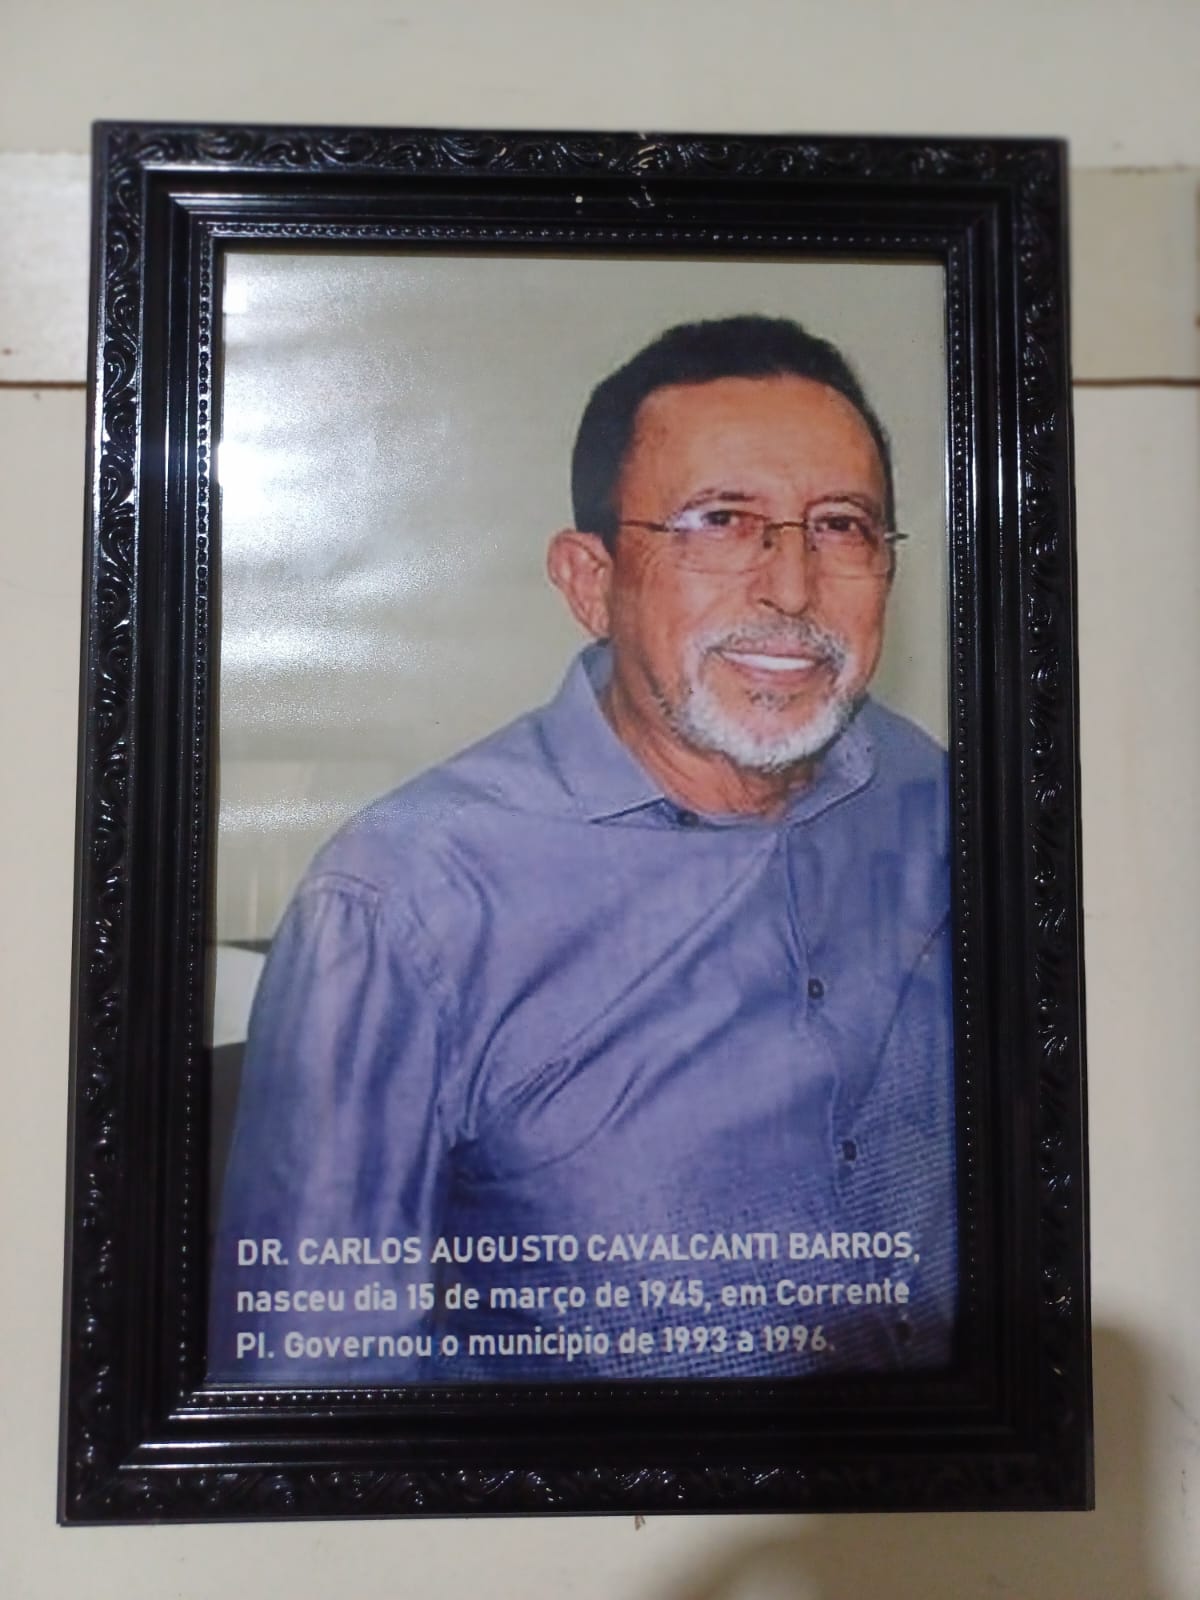 DR. CARLOS AUGUSTO CAVALCANTI BARROS,
nasceu dia 15 de março de 1945, em Corrente
PI. Governou o municipio de 1993 a 1996.